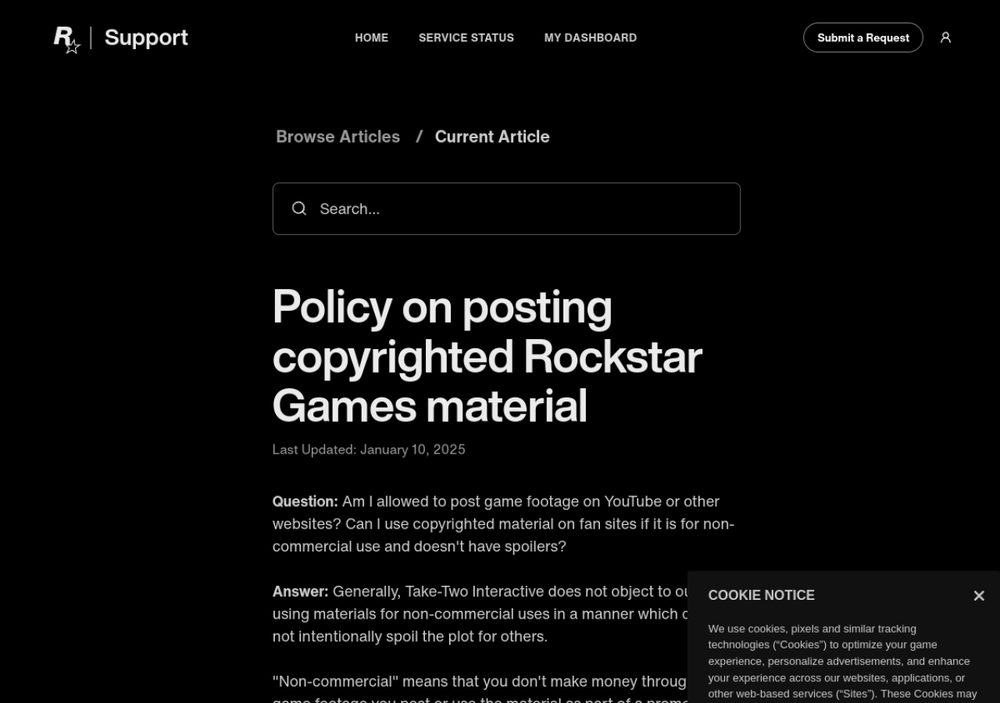 R Support
HOME SERVICE STATUS MY DASHBOARD
Submit a Request
Browse Articles / Current Article
Search...
Policy on posting
copyrighted Rockstar
Games material
Last Updated: January 10, 2025
Question: Am I allowed to post game footage on YouTube or other
websites? Can I use copyrighted material on fan sites if it is for non-
commercial use and doesn't have spoilers?
Answer: Generally, Take-Two Interactive does not object to
using materials for non-commercial uses in a manner which
not intentionally spoil the plot for others.
"Non-commercial" means that you don't make money
game footage you post or use the material as part of a
COOKIE NOTICE
We use cookies, pixels and similar tracking
technologies (“Cookies”) to optimize your game
experience, personalize advertisements, and enhance
your experience across our websites, applications, or
other web-based services (“Sites”). These Cookies may